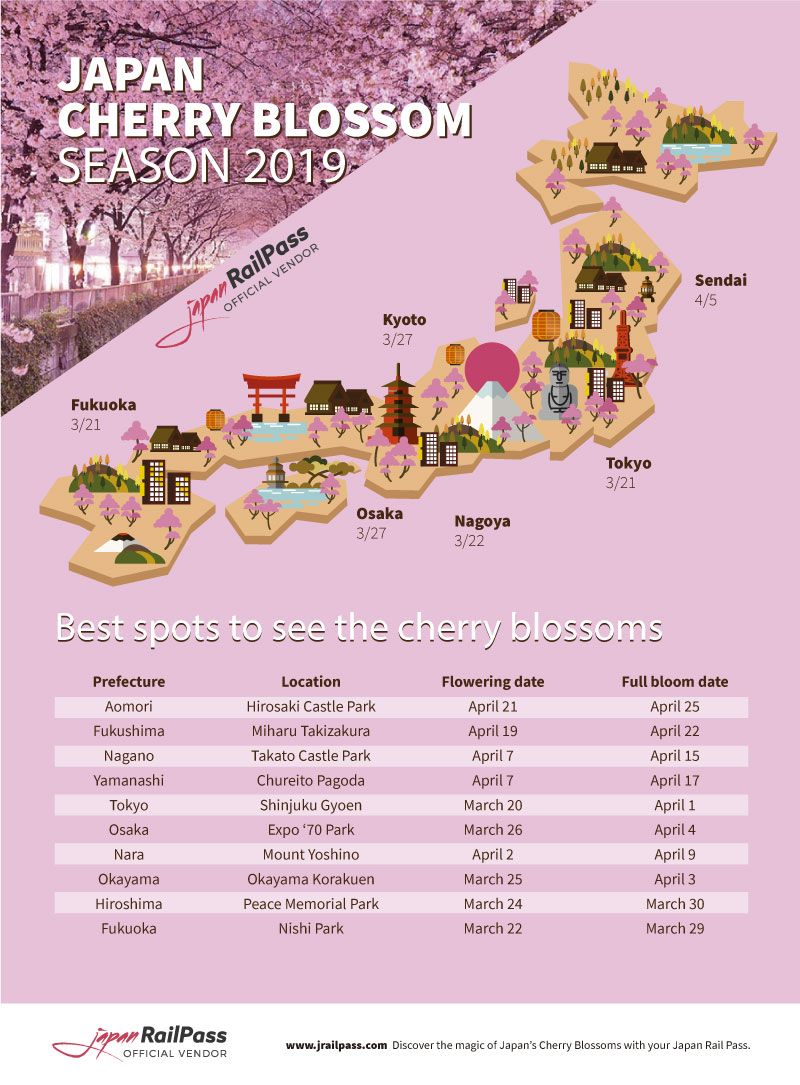 JAPAN
CHERRY BLOSSOM
SEASON 2019
japan RailPass
OFFICIAL VENDOR
Sendai
4/5
Kyoto
3/27
Fukuoka
3/21
Tokyo
3/21
Osaka
3/27
Nagoya
3/22
Best spots to see the cherry blossoms
Prefecture Location Flowering date Full bloom date
Aomori Hirosaki Castle Park April 21 April 25
Fukushima Miharu Takizakura April 19 April 22
Nagano Takato Castle Park April 7 April 15
Yamanashi Chureito Pagoda April 7 April 17
Tokyo Shinjuku Gyoen March 20 April 1
Osaka Expo ‘70 Park March 26 April 4
Nara Mount Yoshino April 2 April 9
Okayama Okayama Korakuen March 25 April 3
Hiroshima Peace Memorial Park March 24 March 30
Fukuoka Nishi Park March 22 March 29
japan RailPass
OFFICIAL VENDOR
www.jrailpass.com Discover the magic of Japan’s Cherry Blossoms with your Japan Rail Pass.